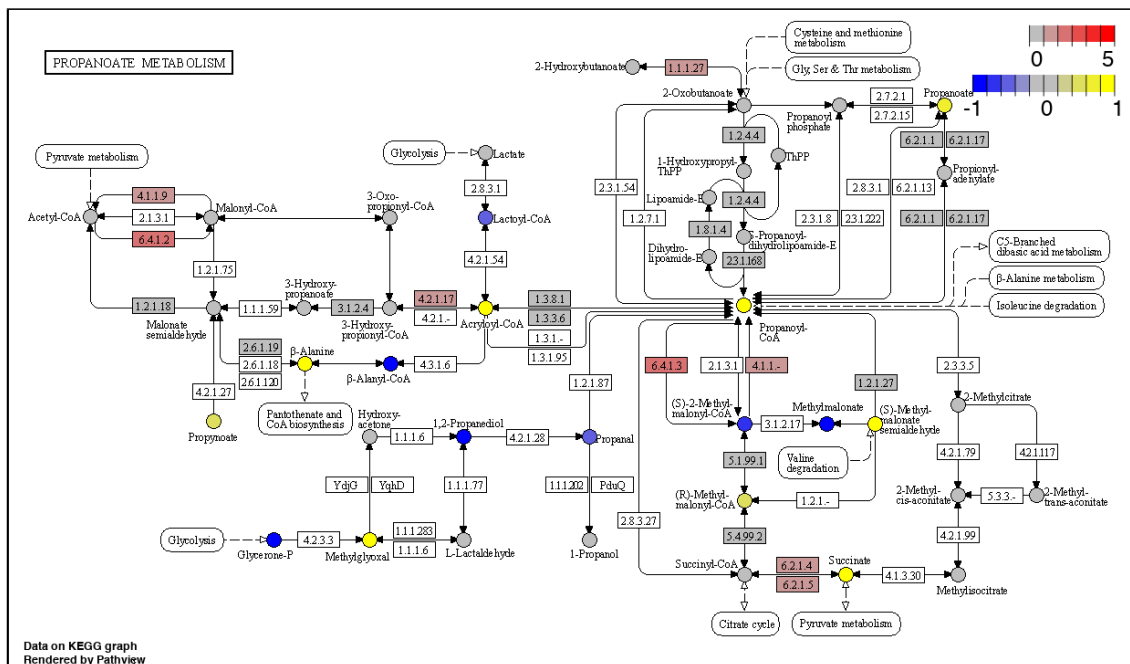 PROPANOATE METABOLISM
Cysteine and methionine
metabolism
0 5
2-Hydroxybutanoate
1.1.1.27
Gly, Ser & Thr metabolism
-1 0 1
2-Oxobutanoate
2.7.2.1
2.7.2.15
Propanoate
Propanoyl
phosphate
1.2.4.4
6.2.1.1
6.2.1.17
Pyruvate metabolism
Glycolysis
Lactate
ThPP
1-Hydroxypropyl-
ThPP
Propionyl-
adenylate
4.1.1.9
2.8.3.1
2.3.1.54
2.8.3.1
6.2.1.13
Acetyl-CoA
2.1.3.1
Malonyl-CoA
3-Oxo-
propionyl-CoA
Lactoyl-CoA
Lipoamide-E
1.2.4.4
6.4.1.2
1.2.7.1
1.8.1.4
2.3.1.8
2.3.1.222
6.2.1.1
6.2.1.17
S-Propanoyl-
dihydrolipoamide-E
Dihydro-
lipoamide-E
2.3.1.168
C5-Branched
dibasic acid metabolism
1.2.1.75
4.2.1.54
β-Alanine metabolism
3-Hydroxy-
propanoate
1.2.1.18
1.1.1.59
3.1.2.4
4.2.1.17
4.2.1.-
1.3.8.1
1.3.3.6
1.3.1.-
1.3.1.95
Isoleucine degradation
Malonate
semialdehyde
3-Hydroxy-
propionyl-CoA
Acryloyl-CoA
Propanoyl-
CoA
2.6.1.19
2.6.1.18
2.6.1.120
β-Alanine
β-Alanyl-CoA
4.3.1.6
6.4.1.3
2.1.3.1
4.1.1.-
2.3.3.5
1.2.1.87
1.2.1.27
4.2.1.27
Propynoate
Pantothenate and
CoA biosynthesis
Hydroxy-
acetone
1,2-Propanediol
(S)-2-Methyl-
malonyl-CoA
Methylmalonate
(S)-Methyl-
malonate
semialdehyde
2-Methylcitrate
1.1.1.6
4.2.1.28
Propanal
3.1.2.17
Valine
degradation
5.1.99.1
4.2.1.79
4.2.1.117
YdjG
YqhD
1.1.1.77
1.1.1.202
PduQ
(R)-Methyl-
malonyl-CoA
1.2.1.-
2-Methyl-
cis-aconitate
5.3.3.-
2-Methyl-
trans-aconitate
2.8.3.27
Glycolysis
Glycerone-P
4.2.3.3
Methylglyoxal
1.1.1.283
1.1.1.6
L-Lactaldehyde
1-Propanol
5.4.99.2
4.2.1.99
Succinyl-CoA
6.2.1.4
6.2.1.5
Succinate
4.1.3.30
Methylisocitrate
Citrate cycle
Pyruvate metabolism
Data on KEGG graph
Rendered by Pathview